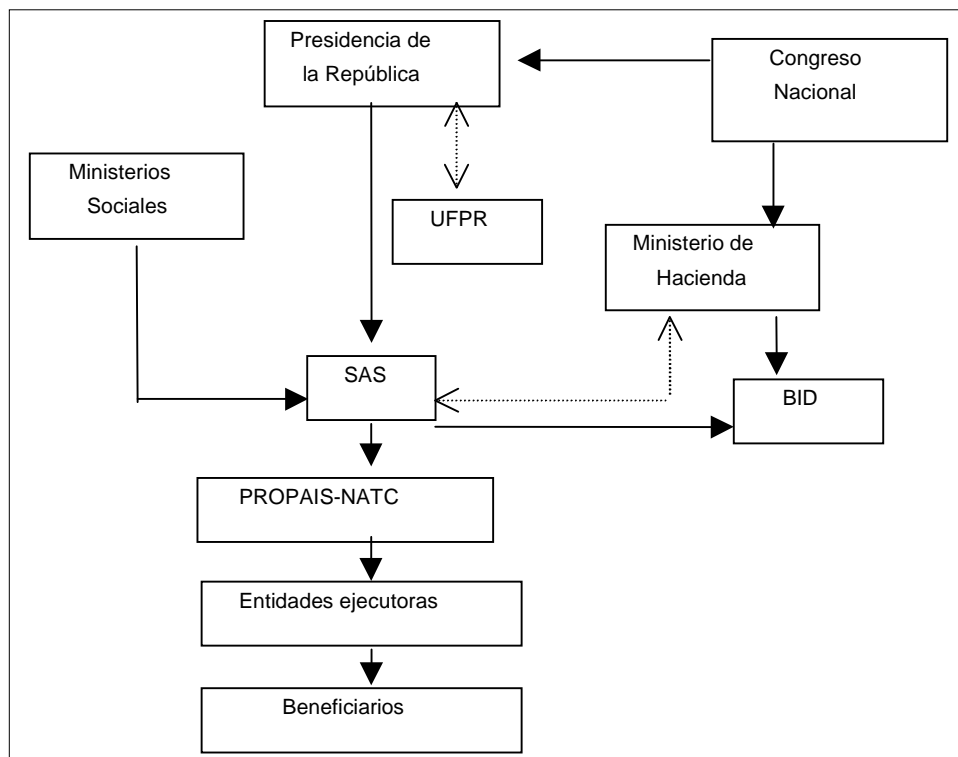 Presidencia de
la República
Congreso
Nacional
Ministerios
Sociales
UFPR
Ministerio de
Hacienda
SAS
BID
PROPAIS-NATC
Entidades ejecutoras
Beneficiarios